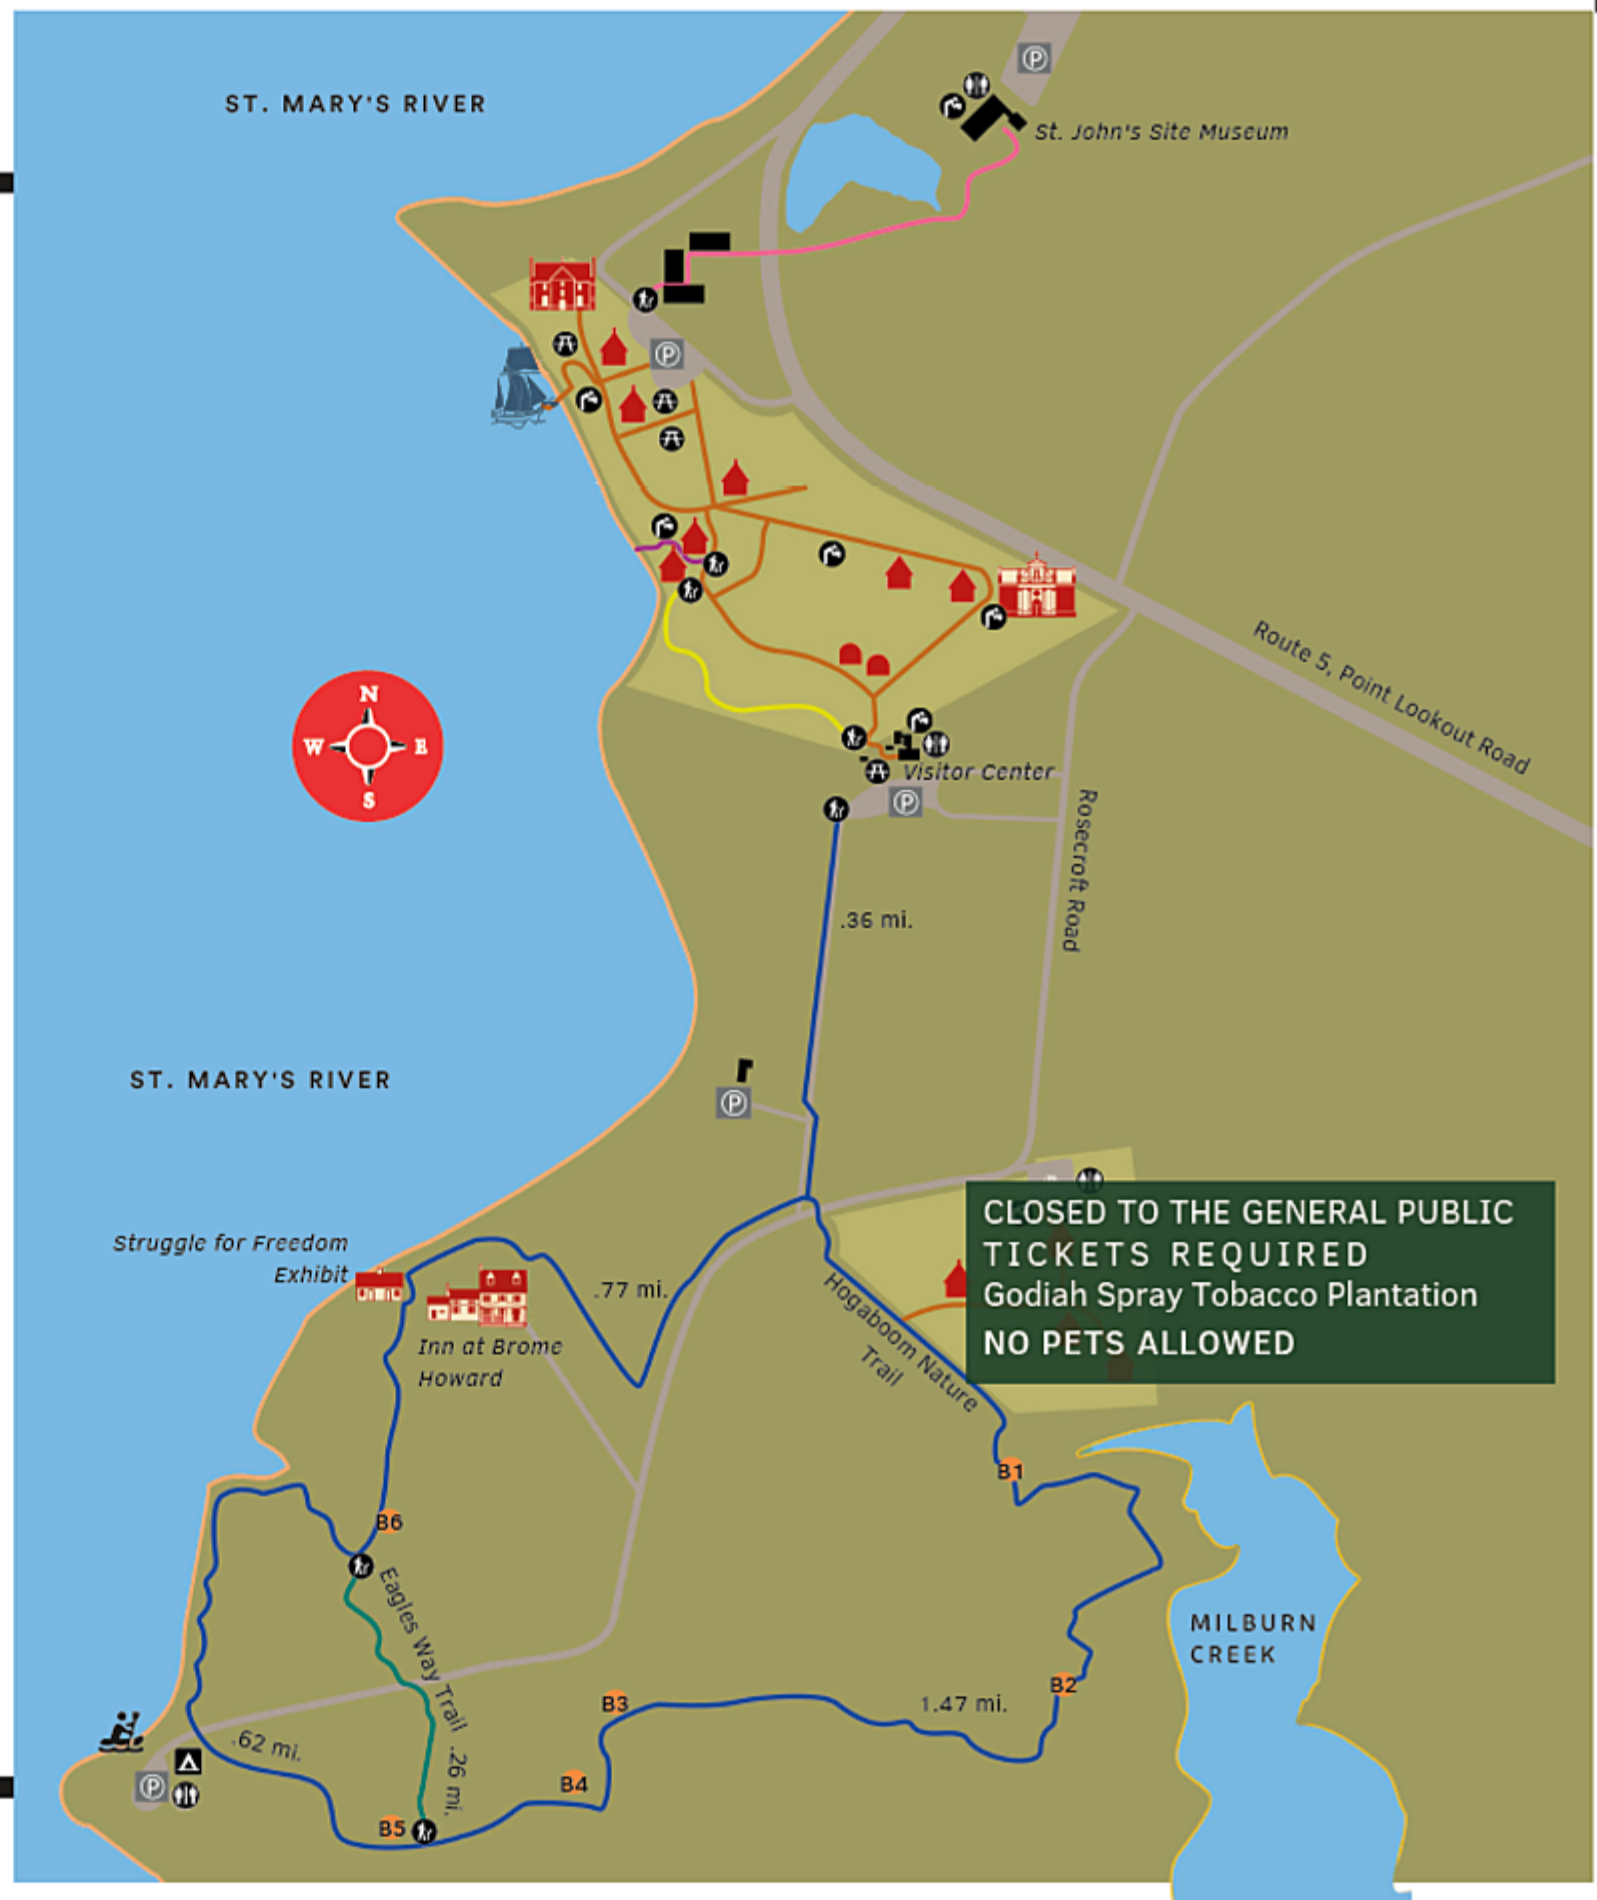 ST. MARY'S RIVER
P
St. John's Site Museum
P
N
W E
S
Route 5, Point Lookout Road
Visitor Center
P
Rosecroft Road
.36 mi.
ST. MARY'S RIVER
P
CLOSED TO THE GENERAL PUBLIC
TICKETS REQUIRED
Godiah Spray Tobacco Plantation
NO PETS ALLOWED
Struggle for Freedom
Exhibit
.77 mi.
Inn at Brome
Howard
Hogaboom Nature
Trail
B1
B6
Eagles Way Trail .26 mi.
MILBURN
CREEK
B2
B3
1.47 mi.
.62 mi.
P
B4
B5